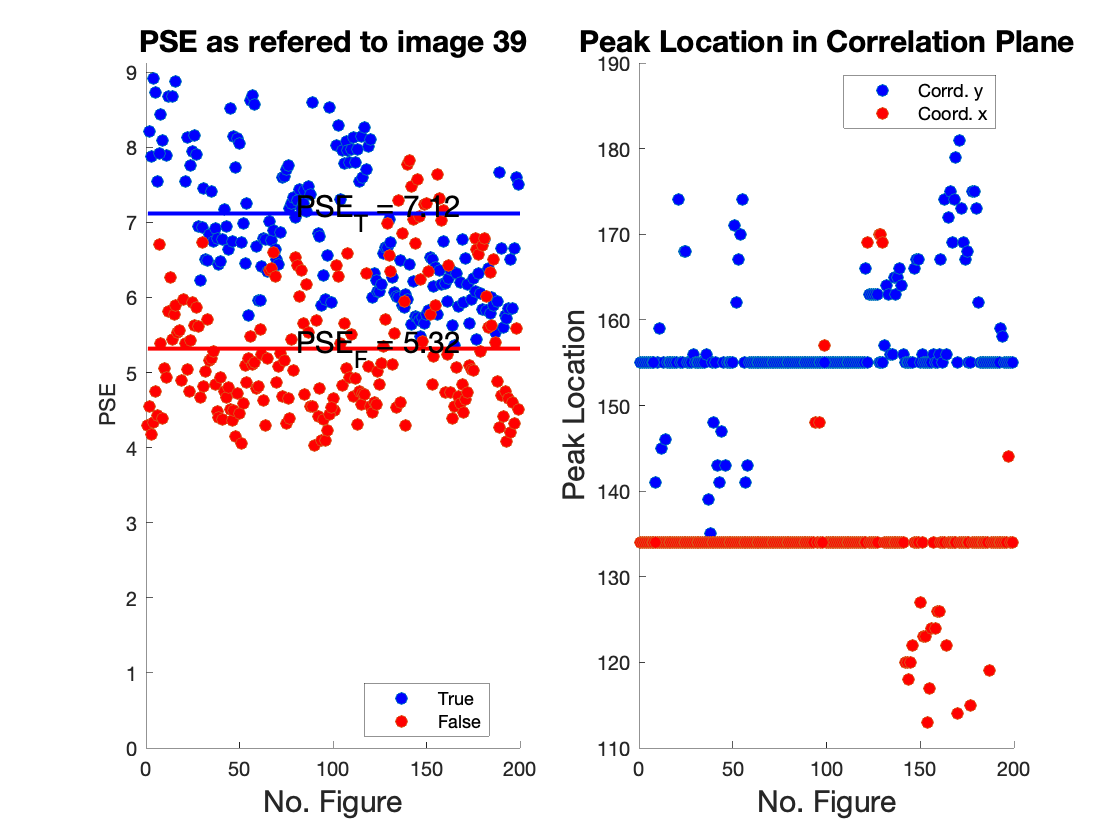 PSE as refered to image 39
9
8
7
6
5
4
3
2
1
0
PSE
PSE_T = 7.12
PSE_F = 5.32
True
False
0 50 100 150 200
No. Figure
Peak Location in Correlation Plane
190
180
170
160
150
140
130
120
110
Peak Location
Corrd. y
Coord. x
0 50 100 150 200
No. Figure